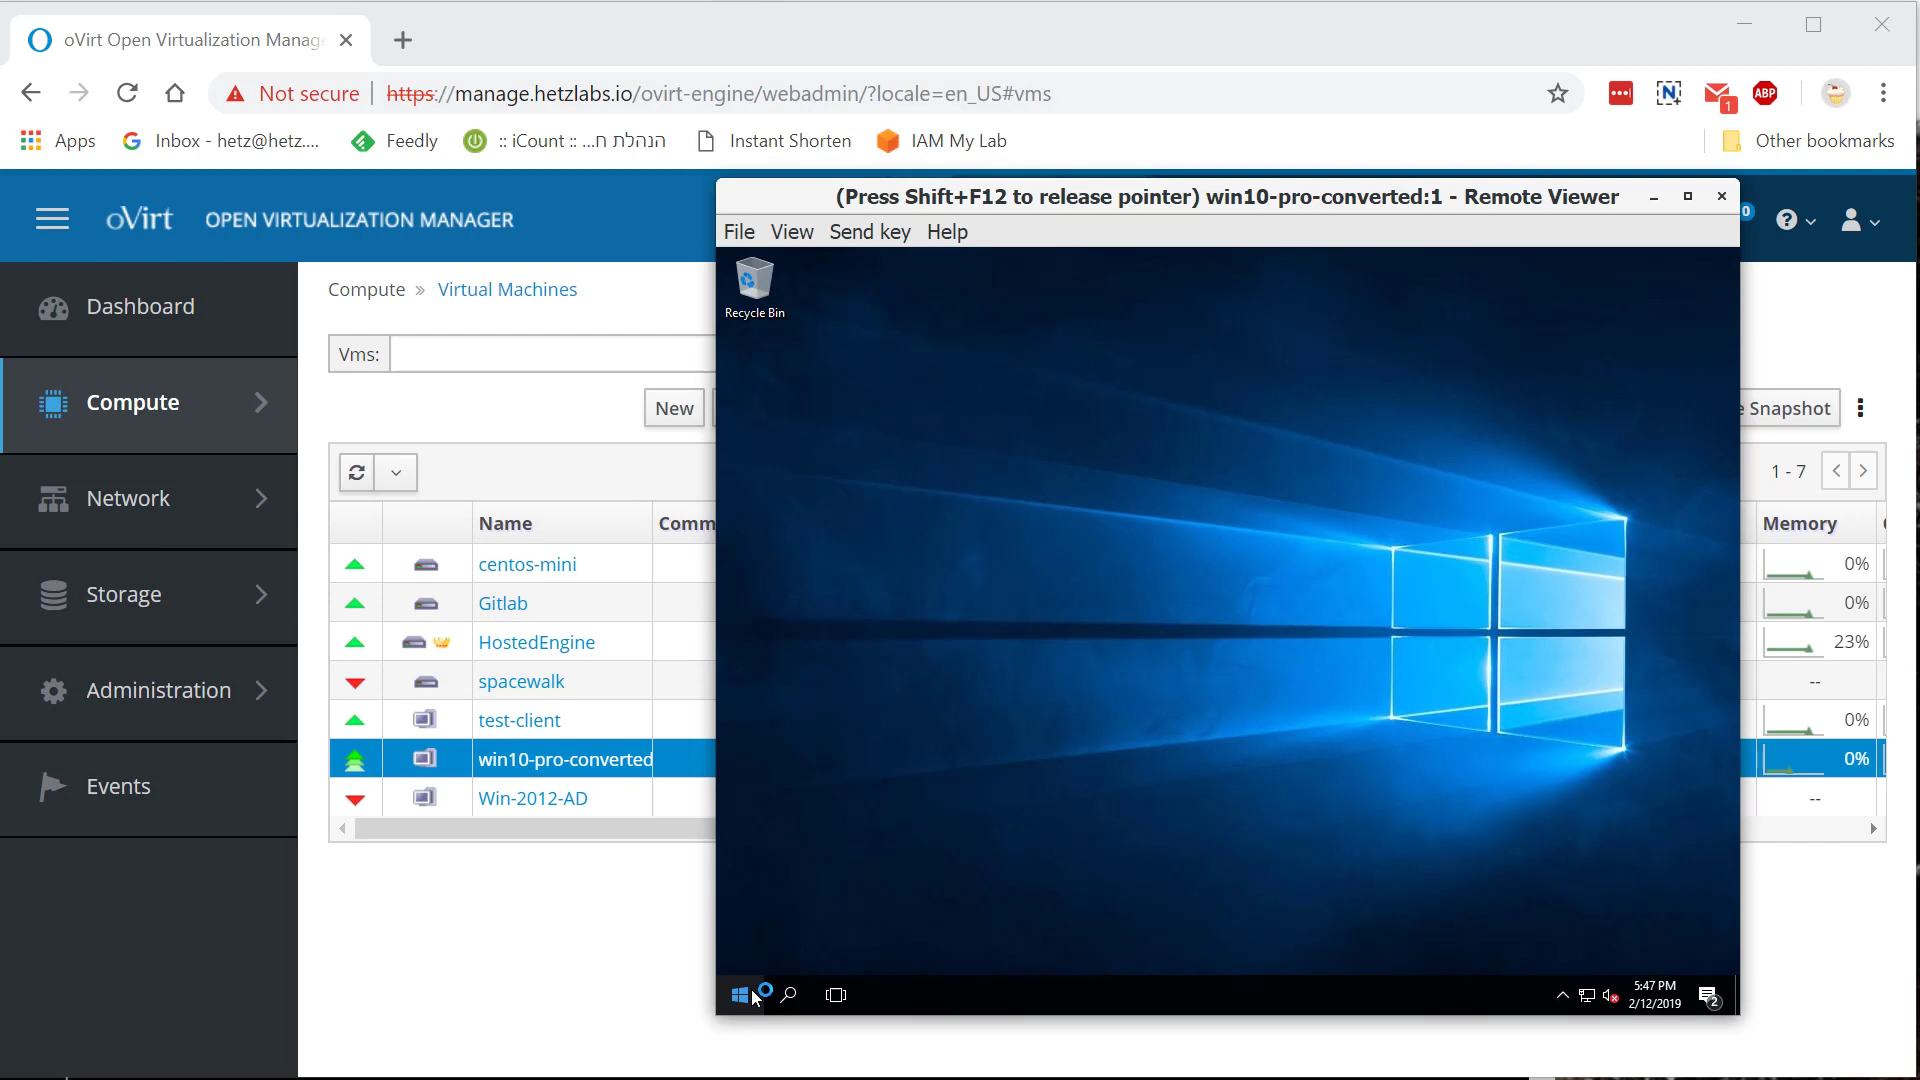 oVirt Open Virtualization Manag
Not secure
https://manage.hetzlabs.io/ovirt-engine/webadmin/?locale=en_US#vms
1
ABP
Apps
Inbox - hetz@hetz....
Feedly
:: iCount :: ...הנהלת ח
Instant Shorten
IAM My Lab
Other bookmarks
oVirt OPEN VIRTUALIZATION MANAGER
0
(Press Shift+F12 to release pointer) win10-pro-converted:1 - Remote Viewer
File View Send key Help
Dashboard
Compute
Network
Storage
Administration
Events
Compute » Virtual Machines
Vms:
New
Snapshot
1 - 7
Name
Comm
Memory
centos-mini
0%
Gitlab
0%
HostedEngine
23%
spacewalk
--
test-client
0%
win10-pro-converted
0%
Win-2012-AD
--
Recycle Bin
5:47 PM
2/12/2019
2